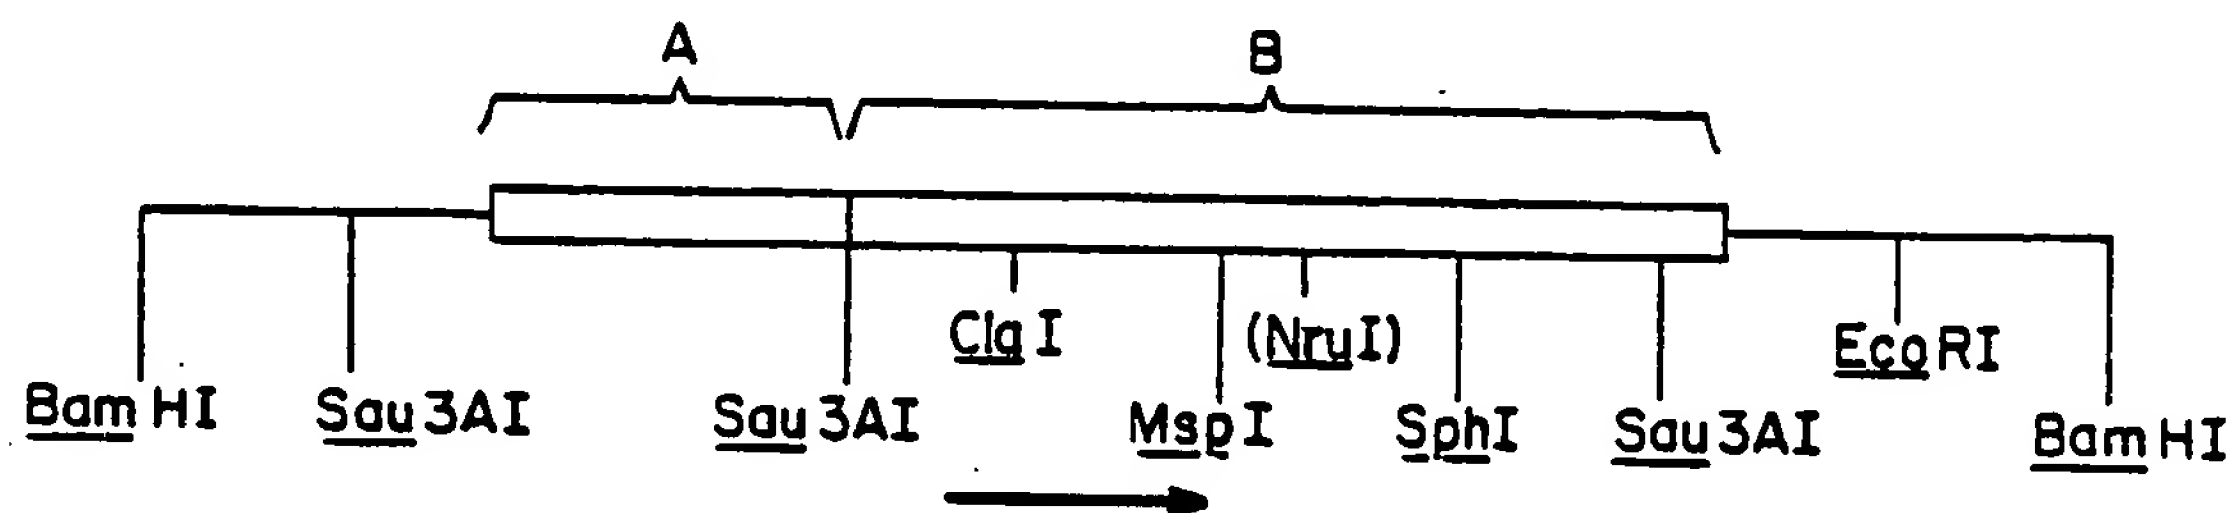 A B
ClaI (NruI) EcoRI
BamHI Sau3AI Sau3AI MspI SphI Sau3AI BamHI